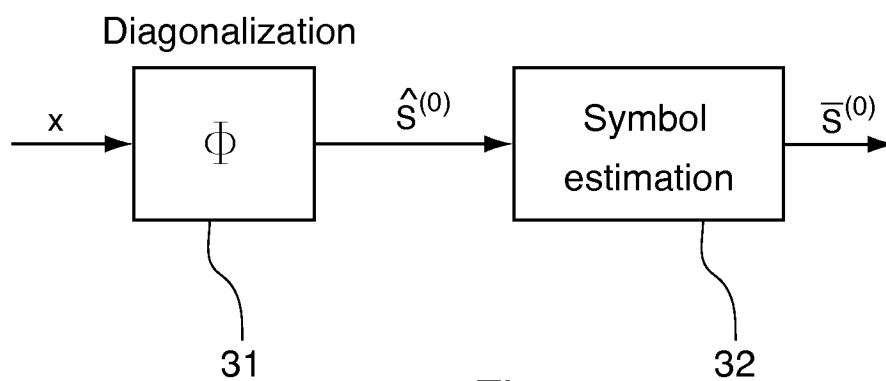 Diagonalization
x
Φ
ŝ⁽⁰⁾
Symbol
estimation
s̄⁽⁰⁾
31
32